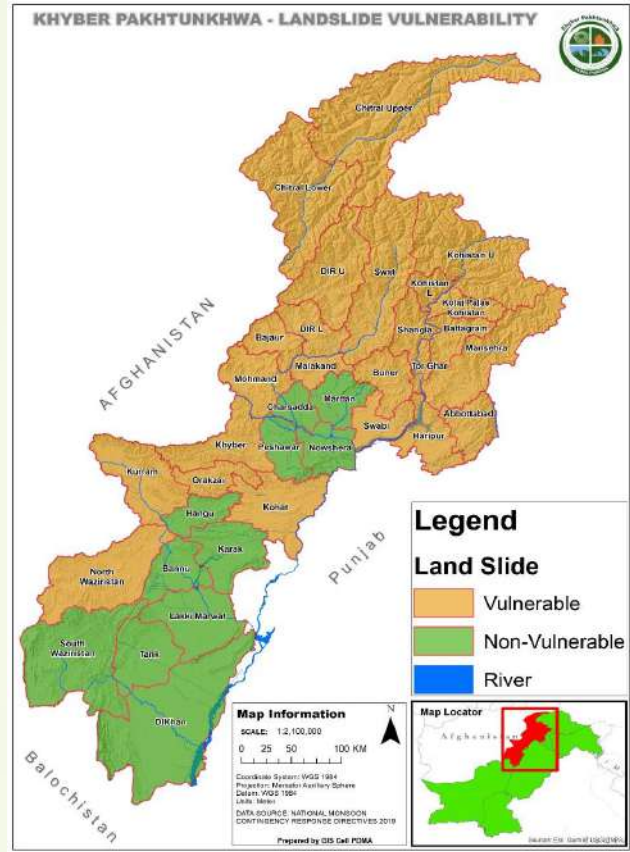 KHYBER PAKHTUNKHWA - LANDSLIDE VULNERABILITY
Khyber Pakhtunkhwa
Chitral Upper
Chitral Lower
Kohistan U
DIR U
Swat
Kohistan
L
Kolai Palas
Kohistan
DIR L
Shangla
Battagram
Bajaur
Mansehra
Malakand
Buner
Tor Ghar
Mohmand
Mardan
Charsadda
Abbottabad
Swabi
Haripur
Khyber
Peshawar
Nowshera
Kurram
Orakzai
Hangu
Kohat
Karak
North
Waziristan
Bannu
Lakki Marwat
South
Waziristan
Tank
DIKhan
AFGHANISTAN
Punjab
Balochistan
Legend
Land Slide
Vulnerable
Non-Vulnerable
River
Map Information
N
SCALE: 1:2,100,000
0 25 50 100 KM
Coordinate System: WGS 1984
Projection: Mercator Auxiliary Sphere
Datum: WGS 1984
Units: Meter
DATA SOURCE: NATIONAL MONSOON
CONTINGENCY RESPONSE DIRECTIVES 2019
Prepared by GIS Cell PDMA
Map Locator
Afghanistan